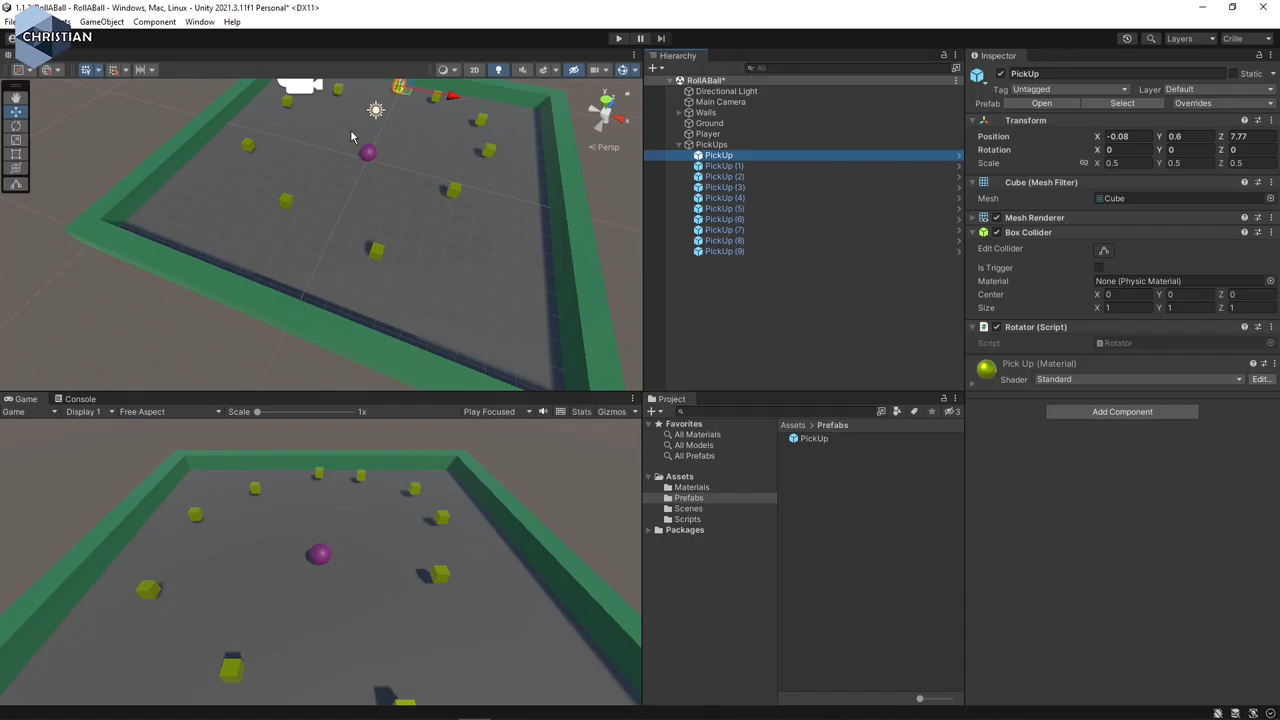 1.1.2 - RollABall - Windows, Mac, Linux - Unity 2021.3.11f1 Personal* <DX11>
GameObject Component Window Help
CHRISTIAN
Layers Crille
2D
Persp
y
x
Hierarchy
All
RollABall*
Directional Light
Main Camera
Walls
Ground
Player
PickUps
PickUp
PickUp (1)
PickUp (2)
PickUp (3)
PickUp (4)
PickUp (5)
PickUp (6)
PickUp (7)
PickUp (8)
PickUp (9)
Inspector
PickUp Static
Tag Untagged Layer Default
Prefab Open Select Overrides
Transform
Position X -0.08 Y 0.6 Z 7.77
Rotation X 0 Y 0 Z 0
Scale X 0.5 Y 0.5 Z 0.5
Cube (Mesh Filter)
Mesh Cube
Mesh Renderer
Box Collider
Edit Collider
Is Trigger
Material None (Physic Material)
Center X 0 Y 0 Z 0
Size X 1 Y 1 Z 1
Rotator (Script)
Script Rotator
Pick Up (Material)
Shader Standard Edit...
Add Component
Game Console
Game Display 1 Free Aspect Scale 1x Play Focused Stats Gizmos
Project
3
Favorites
All Materials
All Models
All Prefabs
Assets
Materials
Prefabs
Scenes
Scripts
Packages
Assets > Prefabs
PickUp